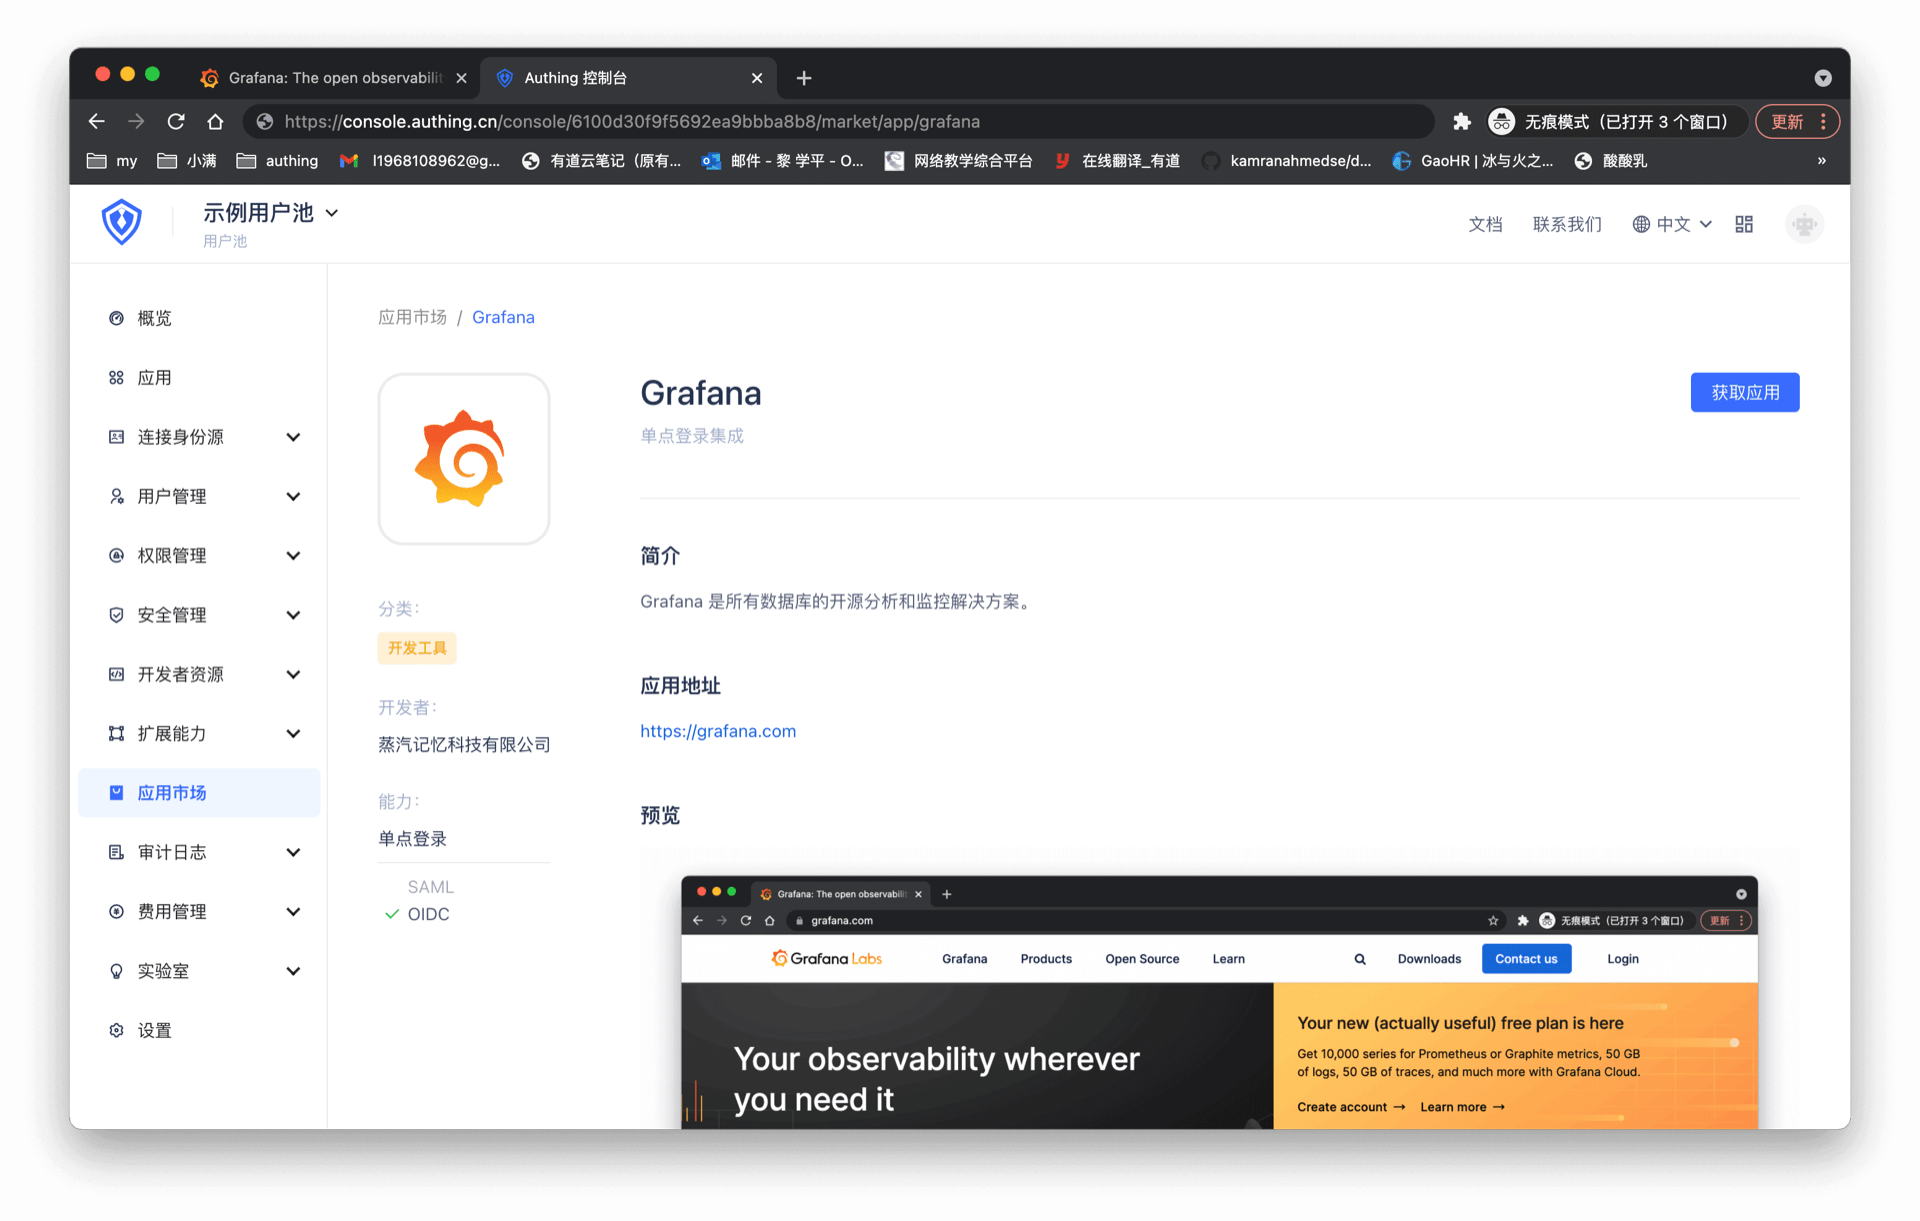 Grafana: The open observabilit
Authing 控制台
https://console.authing.cn/console/6100d30f9f5692ea9bbba8b8/market/app/grafana
无痕模式（已打开 3 个窗口）
更新
my
小满
authing
l1968108962@g...
有道云笔记（原有...
邮件 - 黎 学平 - O...
网络教学综合平台
在线翻译_有道
kamranahmedse/d...
GaoHR | 冰与火之...
酸酸乳
»
示例用户池
用户池
文档
联系我们
中文
概览
应用
连接身份源
用户管理
权限管理
安全管理
开发者资源
扩展能力
应用市场
审计日志
费用管理
实验室
设置
应用市场 / Grafana
分类：
开发工具
开发者：
蒸汽记忆科技有限公司
能力：
单点登录
SAML
OIDC
Grafana
单点登录集成
获取应用
简介
Grafana 是所有数据库的开源分析和监控解决方案。
应用地址
https://grafana.com
预览
Grafana: The open observabilit
grafana.com
无痕模式（已打开 3 个窗口）
更新
Grafana Labs
Grafana
Products
Open Source
Learn
Downloads
Contact us
Login
Your observability wherever
you need it
Your new (actually useful) free plan is here
Get 10,000 series for Prometheus or Graphite metrics, 50 GB
of logs, 50 GB of traces, and much more with Grafana Cloud.
Create account → Learn more →